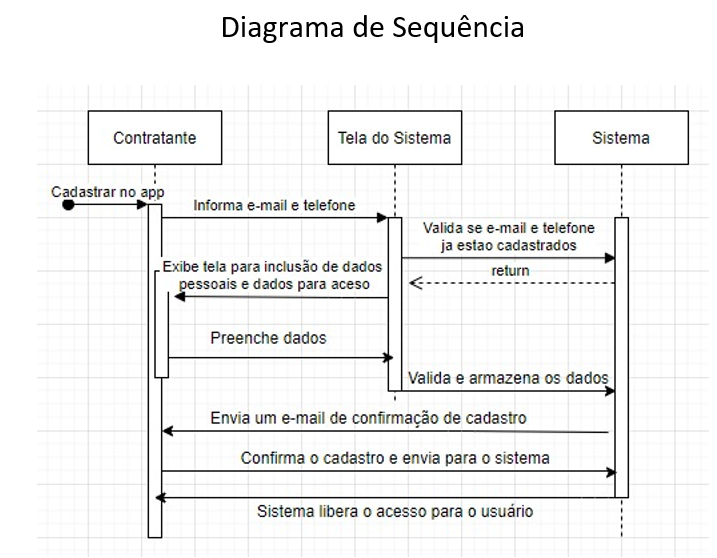 Diagrama de Sequência
Contratante
Tela do Sistema
Sistema
Cadastrar no app
Informa e-mail e telefone
Valida se e-mail e telefone
ja estao cadastrados
return
Exibe tela para inclusão de dados
pessoais e dados para aceso
Preenche dados
Valida e armazena os dados
Envia um e-mail de confirmação de cadastro
Confirma o cadastro e envia para o sistema
Sistema libera o acesso para o usuário